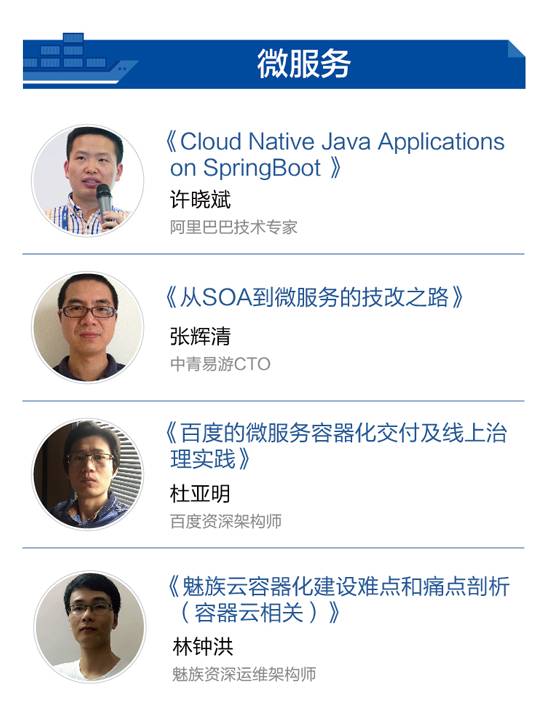 微服务
《Cloud Native Java Applications
on SpringBoot 》
许晓斌
阿里巴巴技术专家
《从SOA到微服务的技改之路》
张辉清
中青易游CTO
《百度的微服务容器化交付及线上治
理实践》
杜亚明
百度资深架构师
《魅族云容器化建设难点和痛点剖析
（容器云相关）》
林钟洪
魅族资深运维架构师